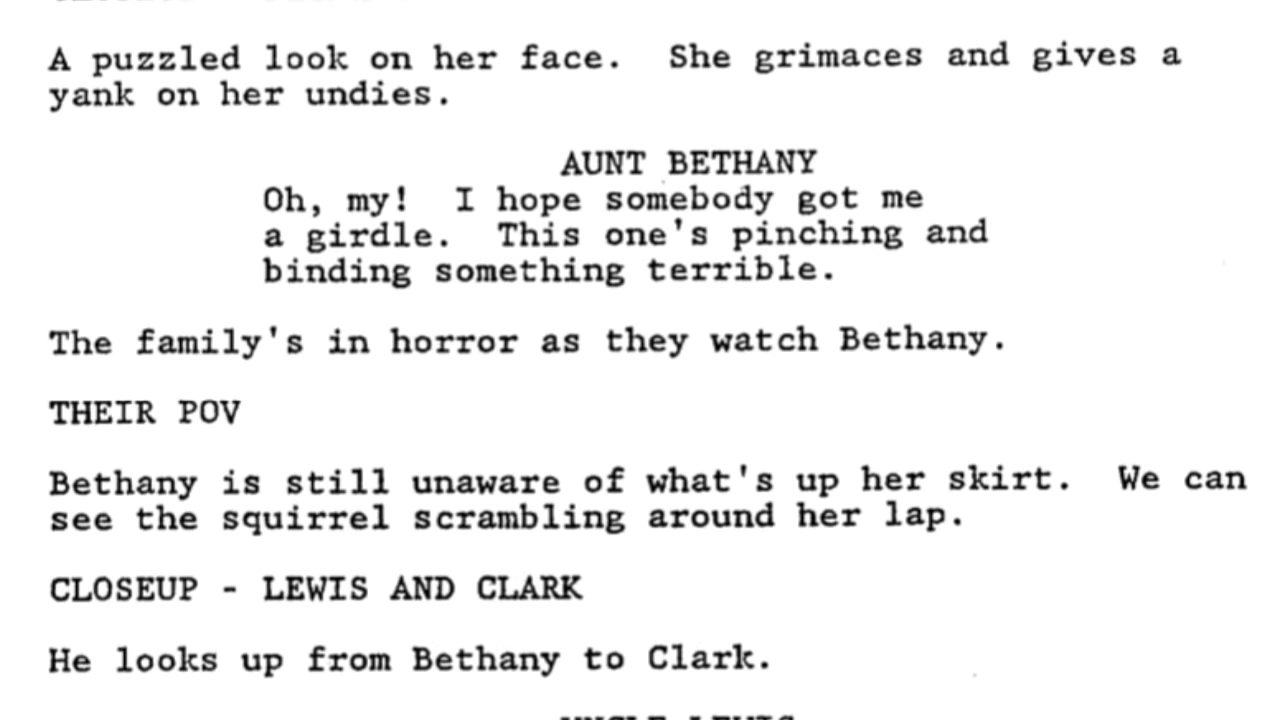 A puzzled look on her face.  She grimaces and gives a
yank on her undies.
AUNT BETHANY
Oh, my!  I hope somebody got me
a girdle.  This one's pinching and
binding something terrible.
The family's in horror as they watch Bethany.
THEIR POV
Bethany is still unaware of what's up her skirt.  We can
see the squirrel scrambling around her lap.
CLOSEUP - LEWIS AND CLARK
He looks up from Bethany to Clark.
UNCLE LEWIS